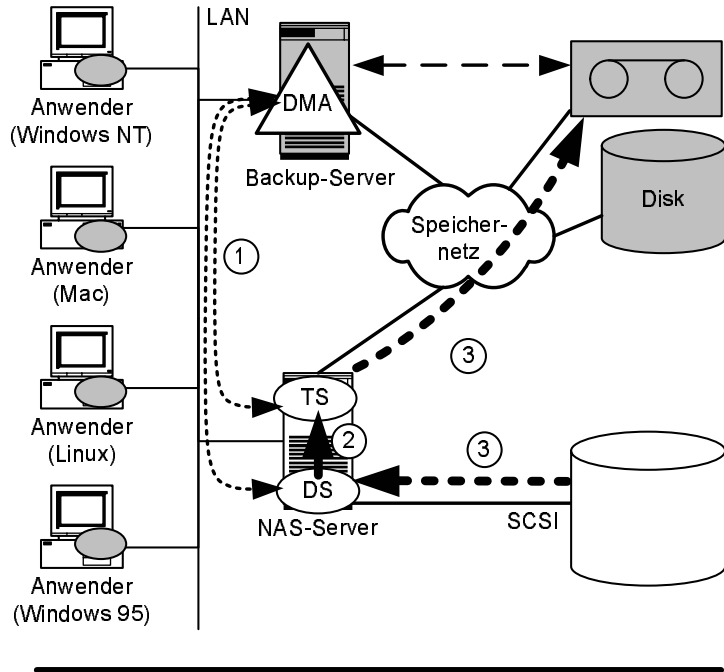 LAN
Anwender
(Windows NT)
DMA
Backup-Server
Disk
Speicher-
netz
Anwender
(Mac)
1
3
TS
Anwender
(Linux)
2
3
DS
NAS-Server
SCSI
Anwender
(Windows 95)